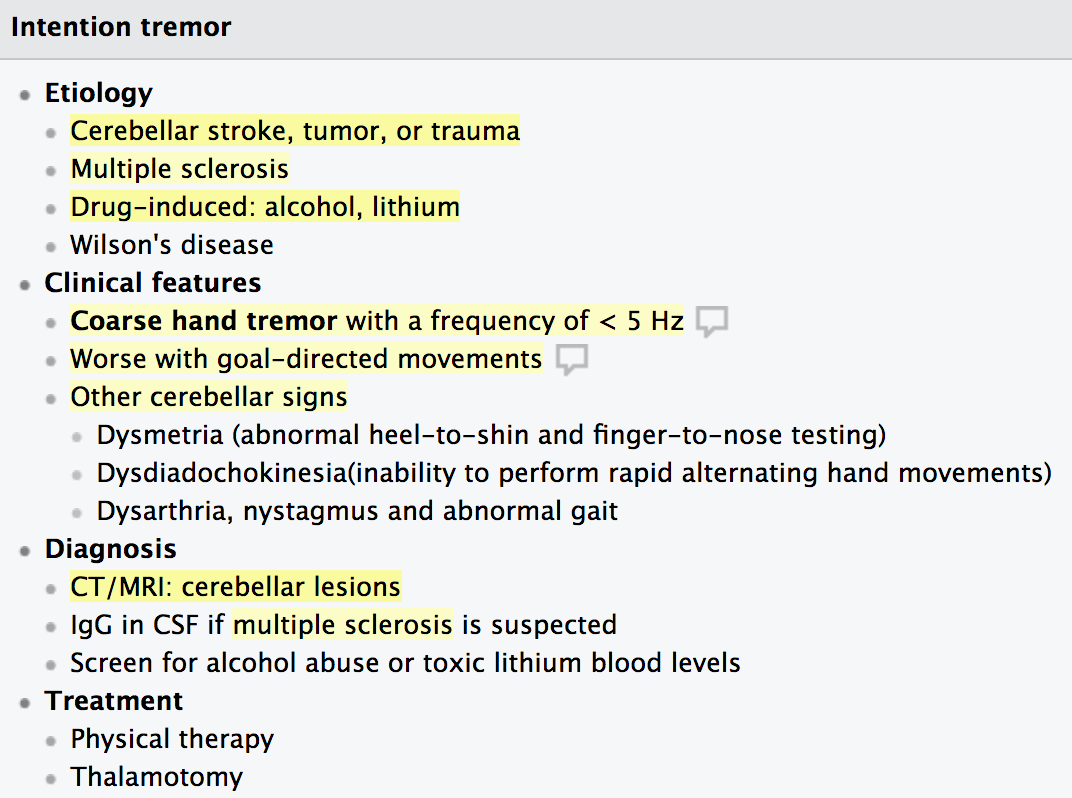 Intention tremor
Etiology
Cerebellar stroke, tumor, or trauma
Multiple sclerosis
Drug-induced: alcohol, lithium
Wilson's disease
Clinical features
Coarse hand tremor with a frequency of < 5 Hz
Worse with goal-directed movements
Other cerebellar signs
Dysmetria (abnormal heel-to-shin and finger-to-nose testing)
Dysdiadochokinesia(inability to perform rapid alternating hand movements)
Dysarthria, nystagmus and abnormal gait
Diagnosis
CT/MRI: cerebellar lesions
IgG in CSF if multiple sclerosis is suspected
Screen for alcohol abuse or toxic lithium blood levels
Treatment
Physical therapy
Thalamotomy